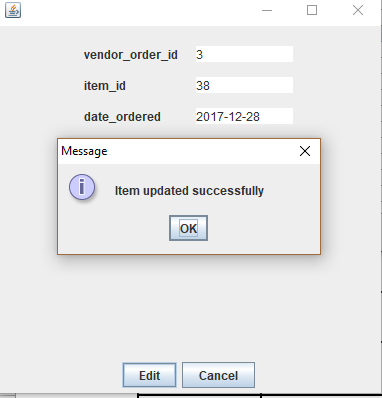 vendor_order_id 3
item_id 38
date_ordered 2017-12-28
Message
Item updated successfully
OK
Edit Cancel